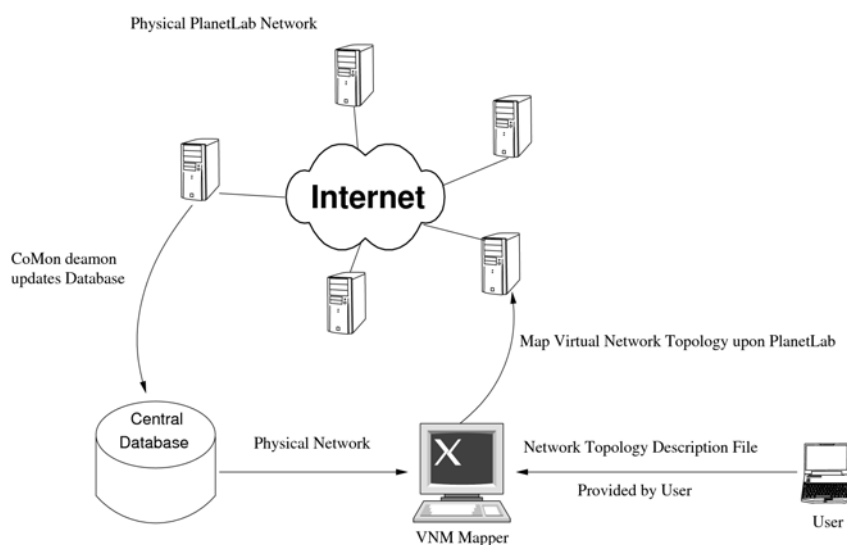 Physical PlanetLab Network
Internet
CoMon deamon
updates Database
Map Virtual Network Topology upon PlanetLab
Central
Database
Physical Network
X
Network Topology Description File
Provided by User
VNM Mapper
User